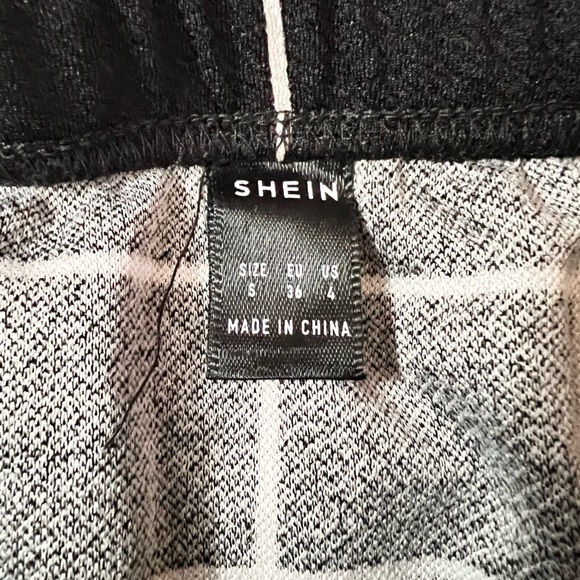 SHEIN
SIZE EU US
S 36 4
MADE IN CHINA